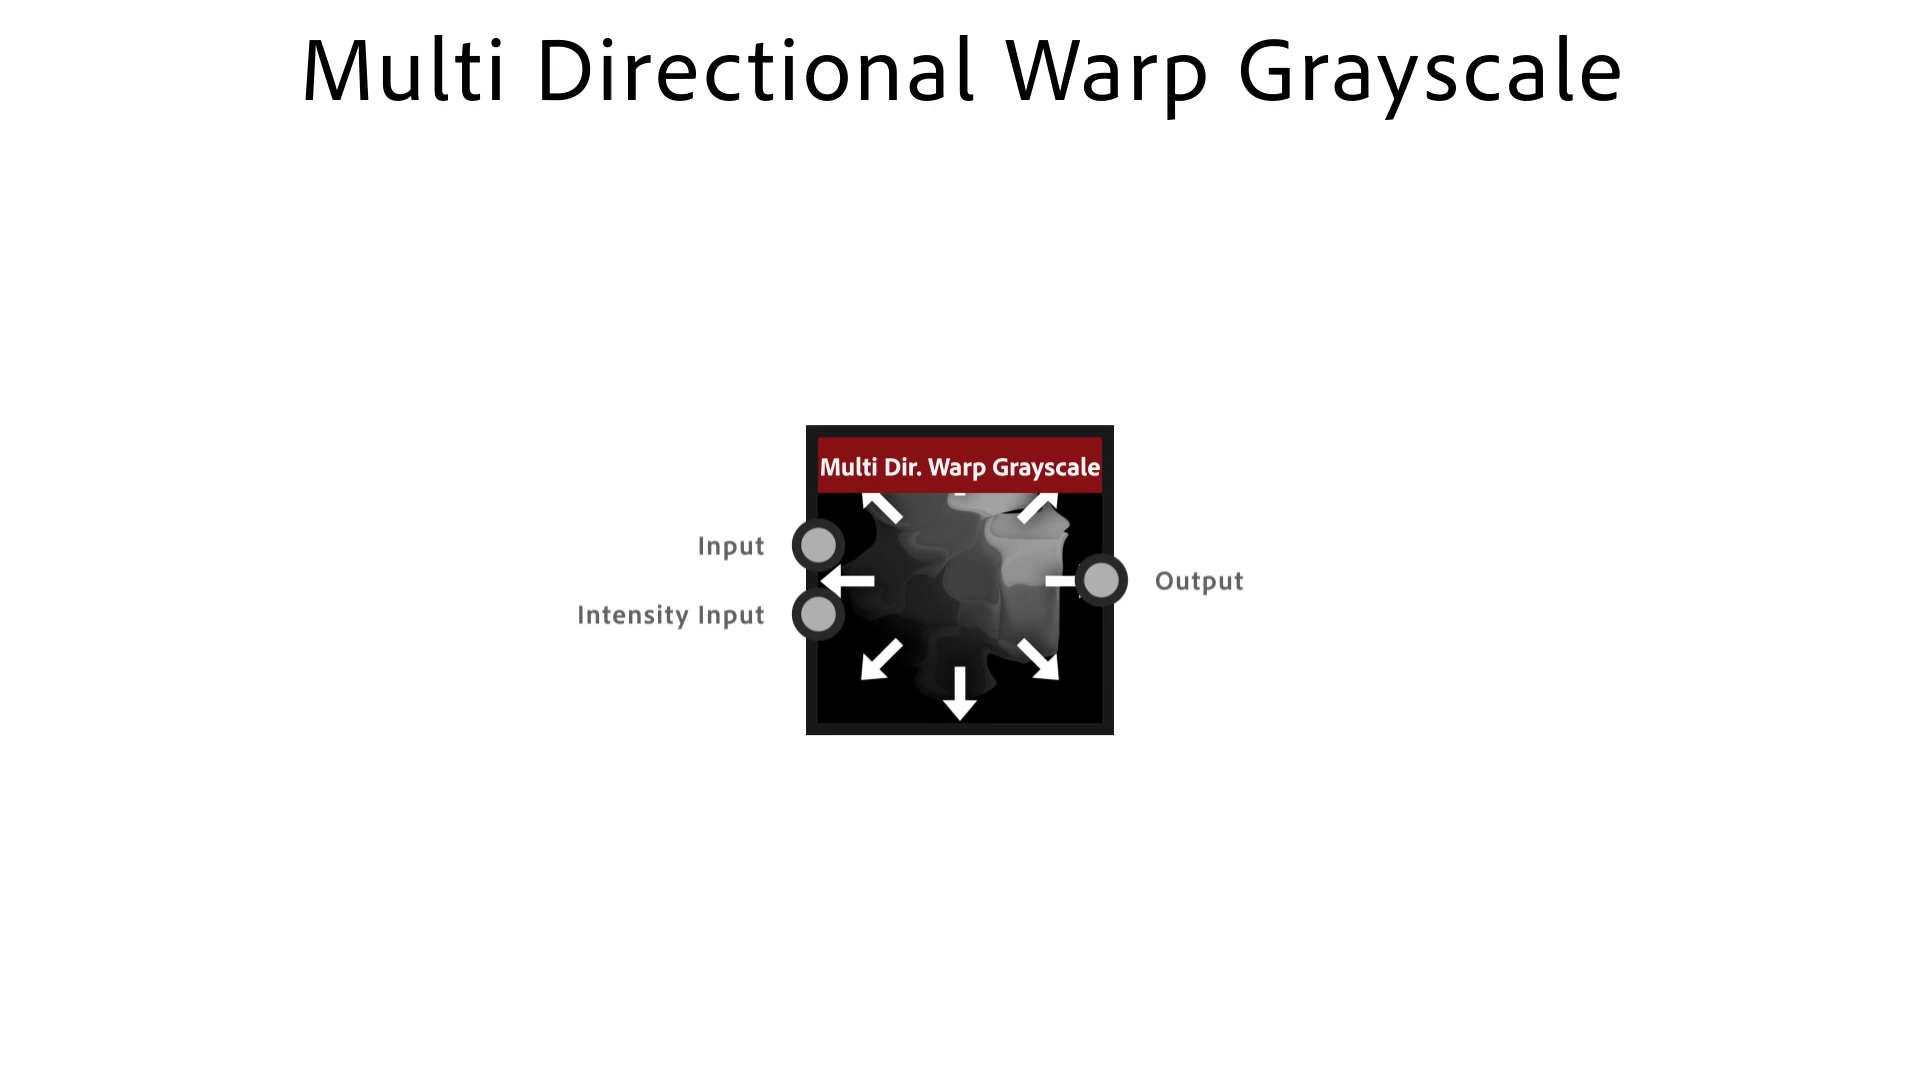 Multi Directional Warp Grayscale
Multi Dir. Warp Grayscale
Input
Intensity Input
Output